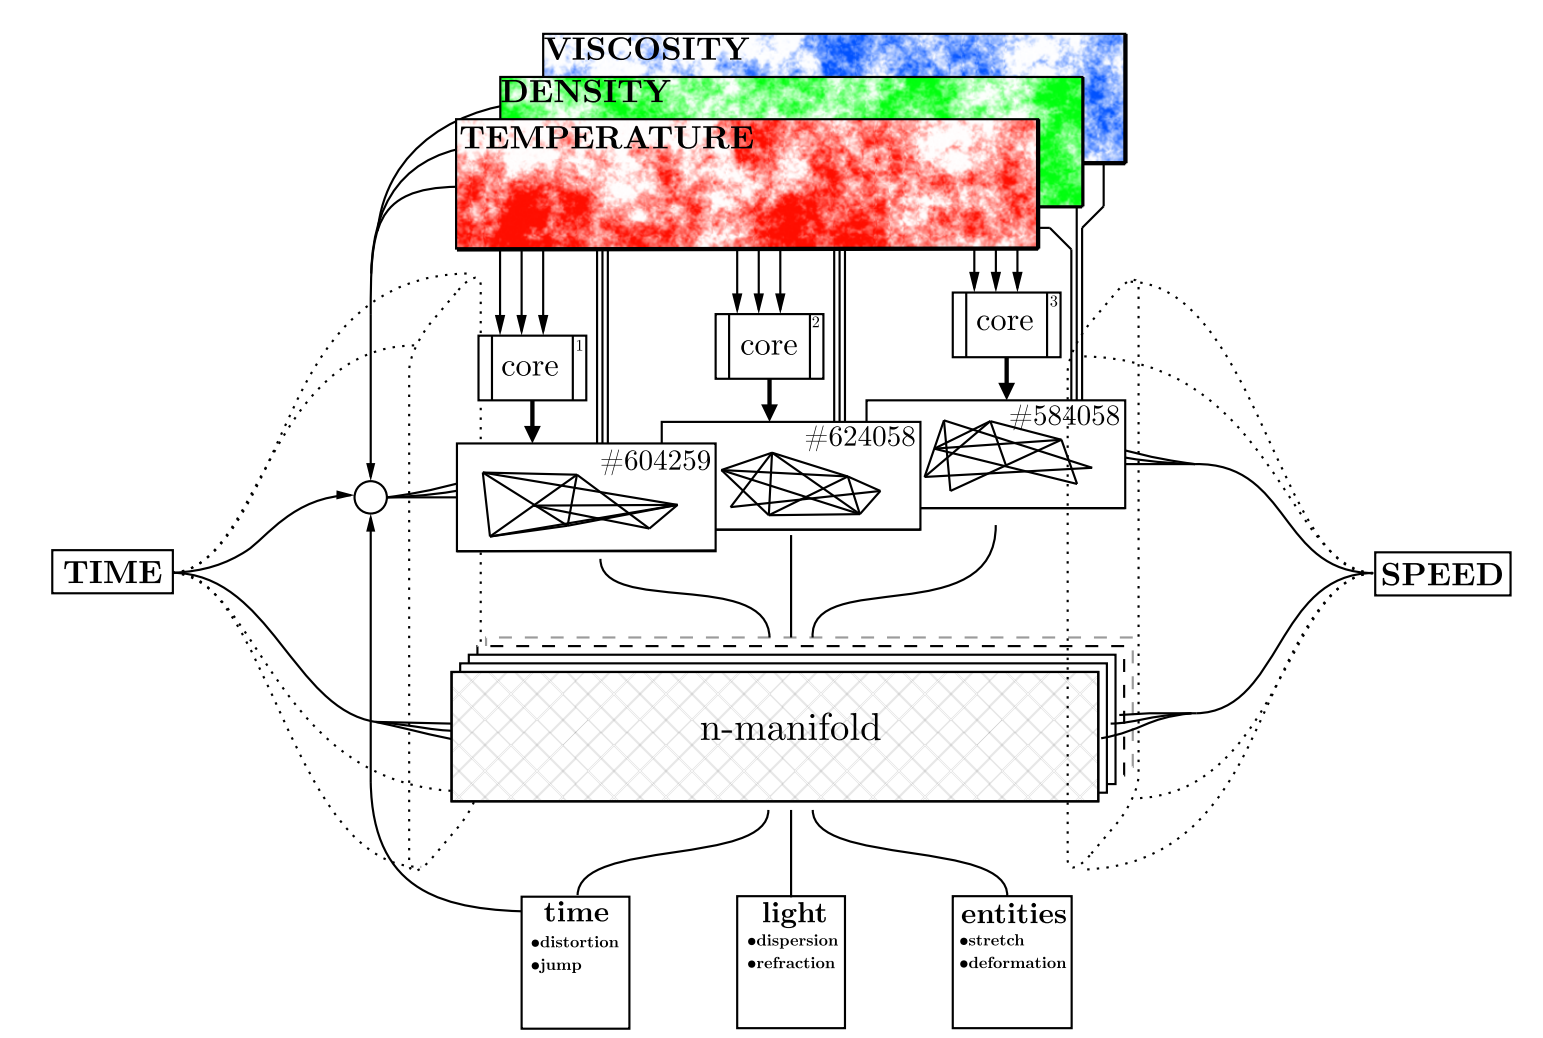 VISCOSITY
DENSITY
TEMPERATURE
core 1
core 2
core 3
#604259
#624058
#584058
TIME
SPEED
n-manifold
time
•distortion
•jump
light
•dispersion
•refraction
entities
•stretch
•deformation